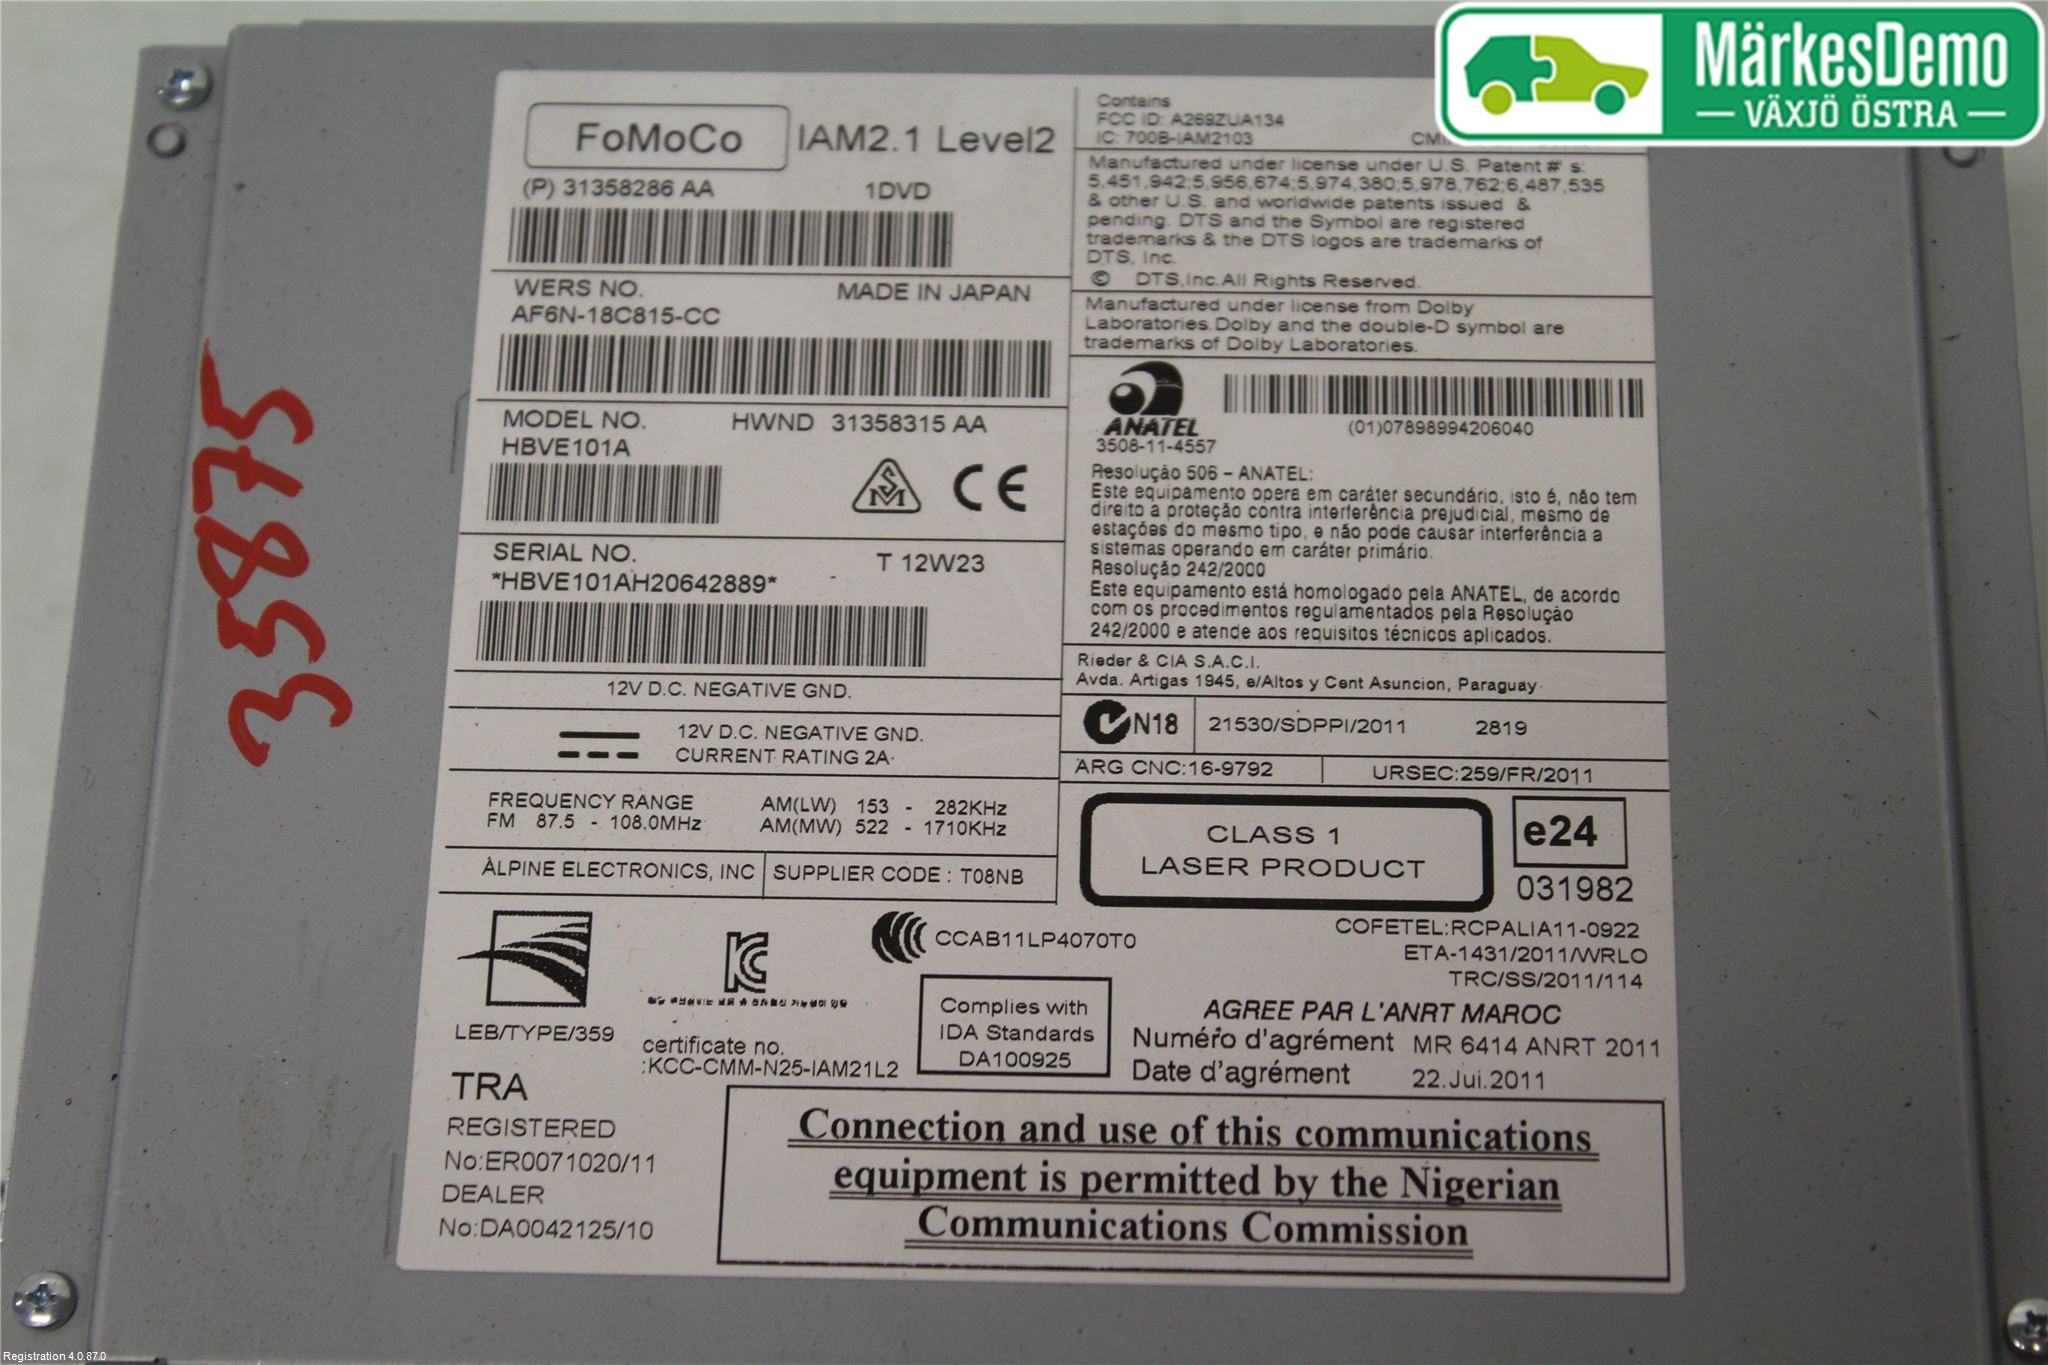 MärkesDemo
VÄXJÖ ÖSTRA
35875
FoMoCo
IAM2.1 Level2
(P) 31358286 AA 1DVD
WERS NO. MADE IN JAPAN
AF6N-18C815-CC
MODEL NO. HWND 31358315 AA
HBVE101A
SERIAL NO. T 12W23
*HBVE101AH20642889*
12V D.C. NEGATIVE GND.
12V D.C. NEGATIVE GND.
CURRENT RATING 2A
FREQUENCY RANGE AM(LW) 153 - 282KHz
FM 87.5 - 108.0MHz AM(MW) 522 - 1710KHz
ALPINE ELECTRONICS, INC SUPPLIER CODE : T08NB
Contains
FCC ID: A269ZUA134
IC: 700B-IAM2103
Manufactured under license under U.S. Patent # s:
5,451,942;5,956,674;5,974,380;5,978,762;6,487,535
& other U.S. and worldwide patents issued &
pending. DTS and the Symbol are registered
trademarks & the DTS logos are trademarks of
DTS, Inc.
© DTS,Inc.All Rights Reserved.
Manufactured under license from Dolby
Laboratories.Dolby and the double-D symbol are
trademarks of Dolby Laboratories.
ANATEL
3508-11-4557
(01)07898994206040
Resolução 506 – ANATEL:
Este equipamento opera em caráter secundário, isto é, não tem
direito a proteção contra interferência prejudicial, mesmo de
estações do mesmo tipo, e não pode causar interferência a
sistemas operando em caráter primário.
Resolução 242/2000
Este equipamento está homologado pela ANATEL, de acordo
com os procedimentos regulamentados pela Resolução
242/2000 e atende aos requisitos técnicos aplicados.
Rieder & CIA S.A.C.I.
Avda. Artigas 1945, e/Altos y Cent Asuncion, Paraguay
N18 21530/SDPPI/2011 2819
ARG CNC:16-9792 URSEC:259/FR/2011
CLASS 1
LASER PRODUCT
e24
031982
COFETEL:RCPALIA11-0922
ETA-1431/2011/WRLO
TRC/SS/2011/114
CCAB11LP4070T0
LEB/TYPE/359
certificate no.
:KCC-CMM-N25-IAM21L2
Complies with
IDA Standards
DA100925
AGREE PAR L'ANRT MAROC
Numéro d'agrément MR 6414 ANRT 2011
Date d'agrément 22.Jui.2011
TRA
REGISTERED
No:ER0071020/11
DEALER
No:DA0042125/10
Connection and use of this communications
equipment is permitted by the Nigerian
Communications Commission
Registration 4.0.87.0